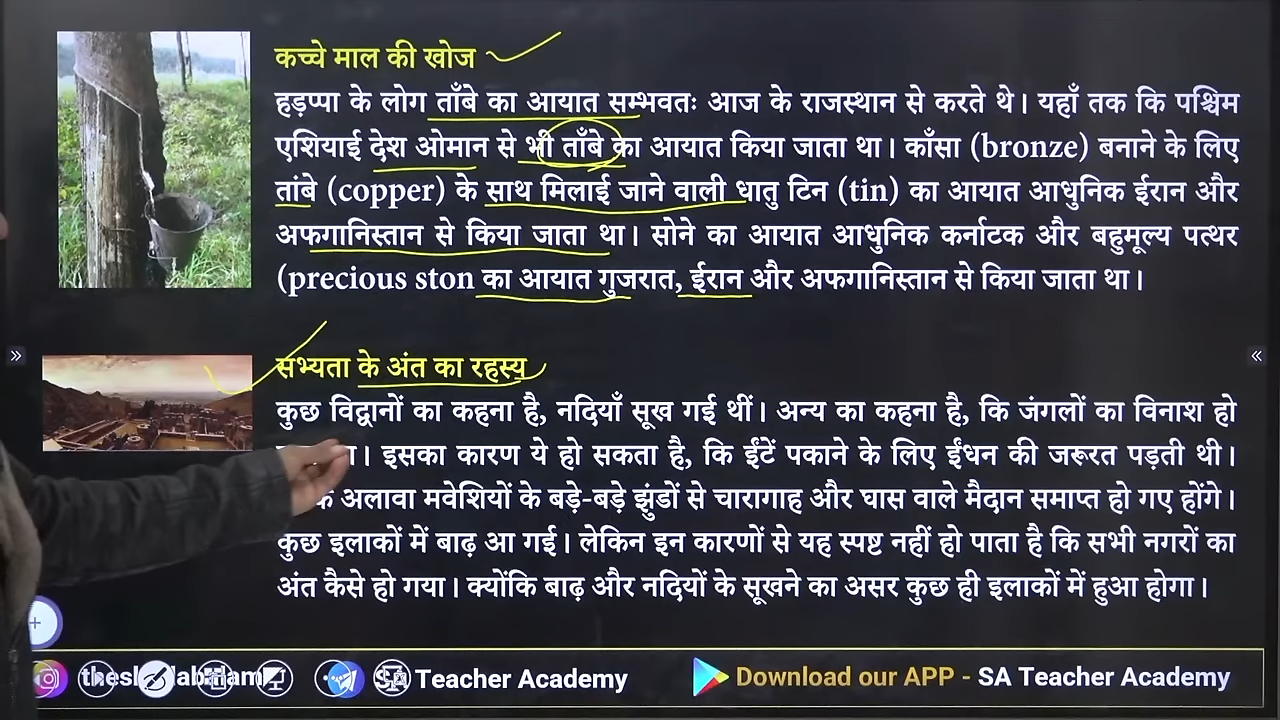 कच्चे माल की खोज
हड़प्पा के लोग ताँबे का आयात सम्भवतः आज के राजस्थान से करते थे। यहाँ तक कि पश्चिम
एशियाई देश ओमान से भी ताँबे का आयात किया जाता था। काँसा (bronze) बनाने के लिए
तांबे (copper) के साथ मिलाई जाने वाली धातु टिन (tin) का आयात आधुनिक ईरान और
अफगानिस्तान से किया जाता था। सोने का आयात आधुनिक कर्नाटक और बहुमूल्य पत्थर
(precious ston का आयात गुजरात, ईरान और अफगानिस्तान से किया जाता था।
सभ्यता के अंत का रहस्य
कुछ विद्वानों का कहना है, नदियाँ सूख गई थीं। अन्य का कहना है, कि जंगलों का विनाश हो
इसका कारण ये हो सकता है, कि ईंटें पकाने के लिए ईंधन की जरूरत पड़ती थी।
अलावा मवेशियों के बड़े-बड़े झुंडों से चारागाह और घास वाले मैदान समाप्त हो गए होंगे।
कुछ इलाकों में बाढ़ आ गई। लेकिन इन कारणों से यह स्पष्ट नहीं हो पाता है कि सभी नगरों का
अंत कैसे हो गया। क्योंकि बाढ़ और नदियों के सूखने का असर कुछ ही इलाकों में हुआ होगा।
SA Teacher Academy
Download our APP - SA Teacher Academy